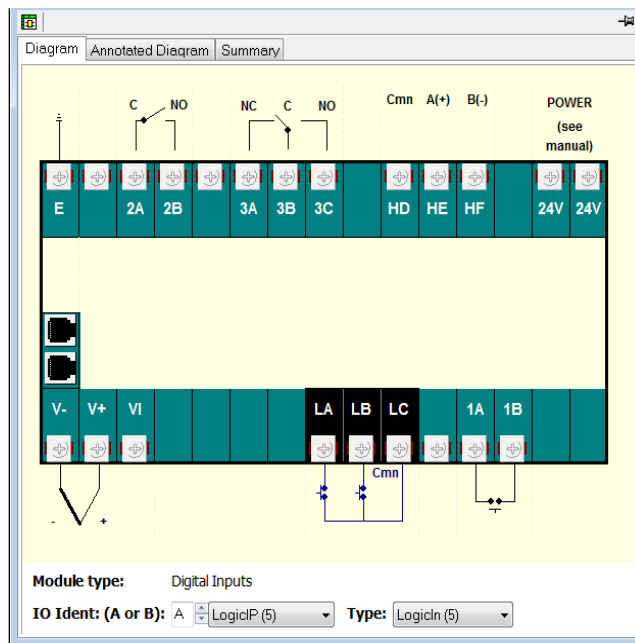 Diagram Annotated Diagram Summary
C NO NC C NO Cmn A(+) B(-) POWER
(see
manual)
E 2A 2B 3A 3B 3C HD HE HF 24V 24V
V- V+ VI LA LB LC 1A 1B
Cmn
- +
Module type: Digital Inputs
IO Ident: (A or B): A LogicIP (5) Type: LogicIn (5)